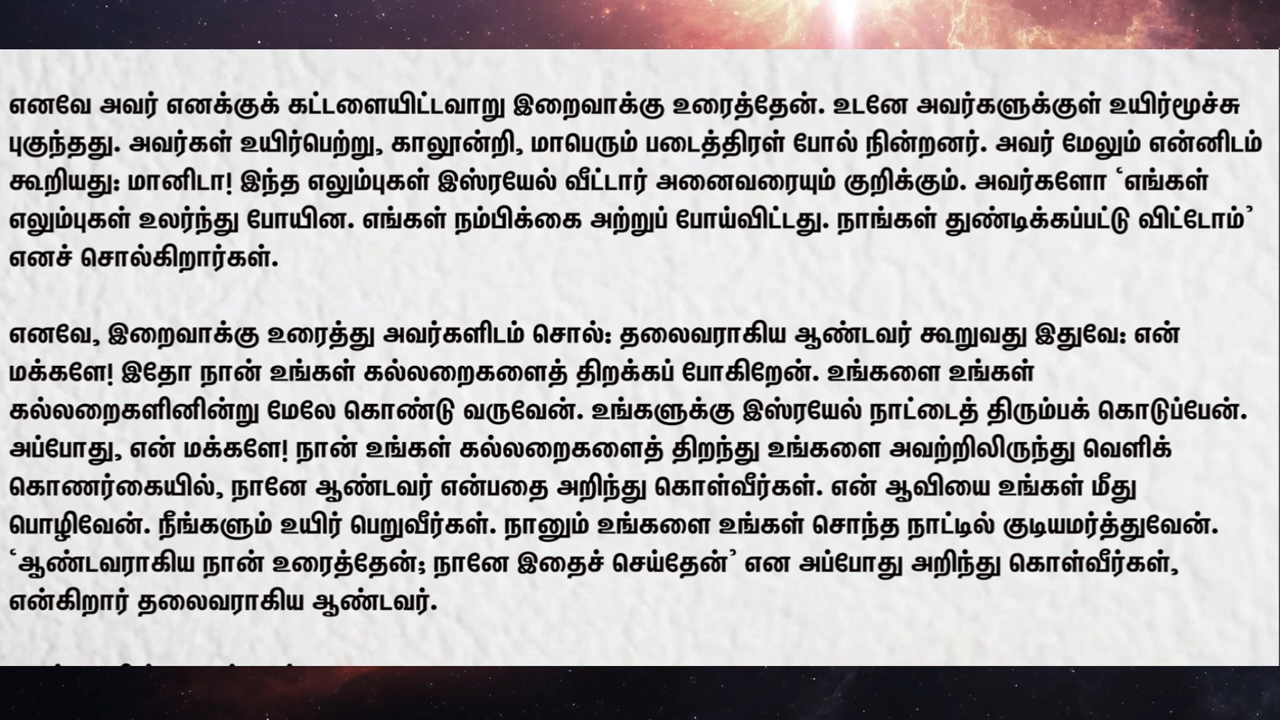 எனவே அவர் எனக்குக் கட்டளையிட்டவாறு இறைவாக்கு உரைத்தேன். உடனே அவர்களுக்குள் உயிர்மூச்சு
புகுந்தது. அவர்கள் உயிர்பெற்று, காலூன்றி, மாபெரும் படைத்திரள் போல் நின்றனர். அவர் மேலும் என்னிடம்
கூறியது: மானிடா! இந்த எலும்புகள் இஸ்ரயேல் வீட்டார் அனைவரையும் குறிக்கும். அவர்களோ ‘எங்கள்
எலும்புகள் உலர்ந்து போயின. எங்கள் நம்பிக்கை அற்றுப் போய்விட்டது. நாங்கள் துண்டிக்கப்பட்டு விட்டோம்’
எனச் சொல்கிறார்கள்.
எனவே, இறைவாக்கு உரைத்து அவர்களிடம் சொல்: தலைவராகிய ஆண்டவர் கூறுவது இதுவே: என்
மக்களே! இதோ நான் உங்கள் கல்லறைகளைத் திறக்கப் போகிறேன். உங்களை உங்கள்
கல்லறைகளினின்று மேலே கொண்டு வருவேன். உங்களுக்கு இஸ்ரயேல் நாட்டைத் திரும்பக் கொடுப்பேன்.
அப்போது, என் மக்களே! நான் உங்கள் கல்லறைகளைத் திறந்து உங்களை அவற்றிலிருந்து வெளிக்
கொணர்கையில், நானே ஆண்டவர் என்பதை அறிந்து கொள்வீர்கள். என் ஆவியை உங்கள் மீது
பொழிவேன். நீங்களும் உயிர் பெறுவீர்கள். நானும் உங்களை உங்கள் சொந்த நாட்டில் குடியமர்த்துவேன்.
‘ஆண்டவராகிய நான் உரைத்தேன்; நானே இதைச் செய்தேன்’ என அப்போது அறிந்து கொள்வீர்கள்,
என்கிறார் தலைவராகிய ஆண்டவர்.